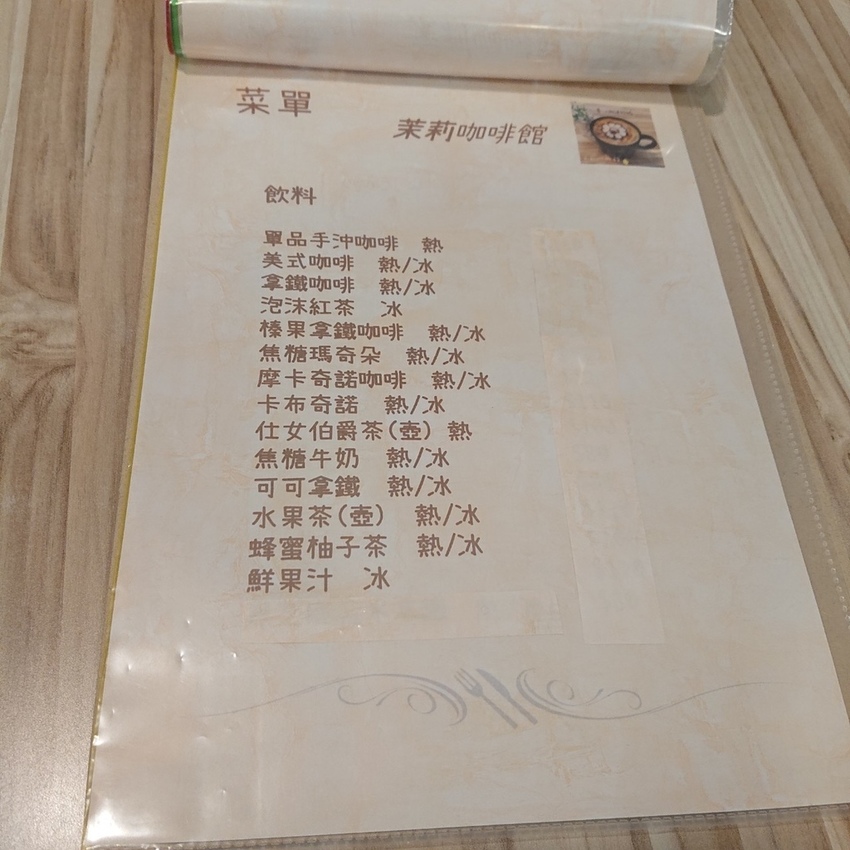 菜單
茉莉咖啡館
飲料
單品手沖咖啡 熱
美式咖啡 熱/冰
拿鐵咖啡 熱/冰
泡沫紅茶 冰
榛果拿鐵咖啡 熱/冰
焦糖瑪奇朵 熱/冰
摩卡奇諾咖啡 熱/冰
卡布奇諾 熱/冰
仕女伯爵茶(壺) 熱
焦糖牛奶 熱/冰
可可拿鐵 熱/冰
水果茶(壺) 熱/冰
蜂蜜柚子茶 熱/冰
鮮果汁 冰